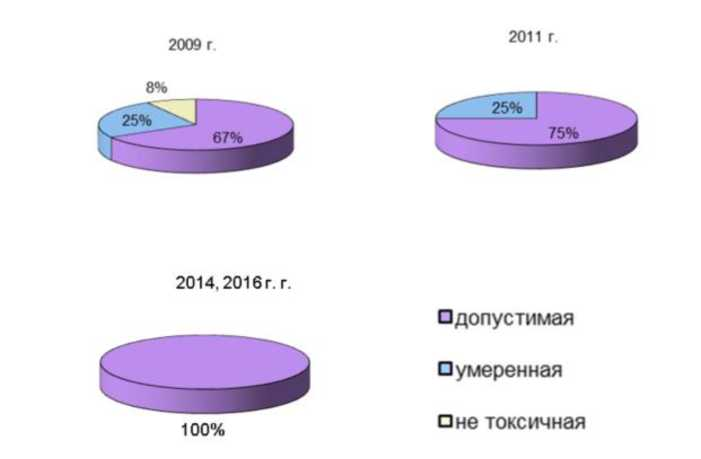 2009 г.
8%
25%
67%
2011 г.
25%
75%
2014, 2016 г. г.
100%
допустимая
умеренная
не токсичная